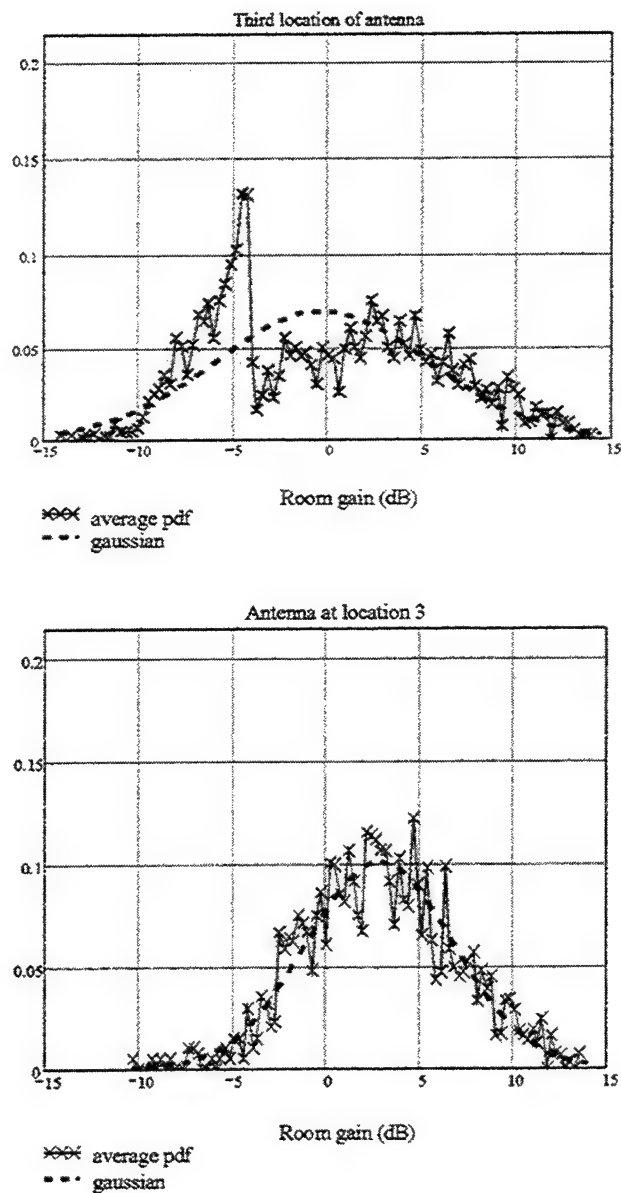 Third location of antenna
0.2
0.15
0.1
0.05
0
−15 −10 −5 0 5 10 15
Room gain (dB)
average pdf
gaussian
Antenna at location 3
0.2
0.15
0.1
0.05
0
−15 −10 −5 0 5 10 15
Room gain (dB)
average pdf
gaussian